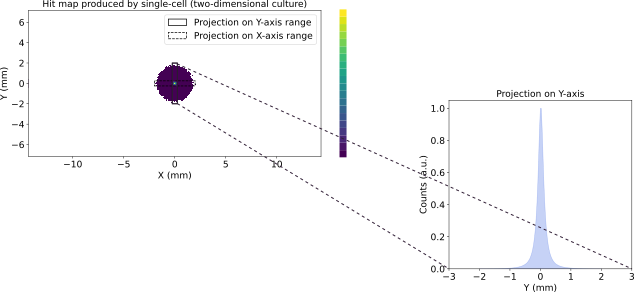 Hit map produced by single-cell (two-dimensional culture)
Projection on Y-axis range
Projection on X-axis range
6
4
2
0
−2
−4
−6
Y (mm)
−10 −5 0 5 10
X (mm)
Projection on Y-axis
1.0
0.8
0.6
0.4
0.2
0.0
Counts (a.u.)
−3 −2 −1 0 1 2 3
Y (mm)